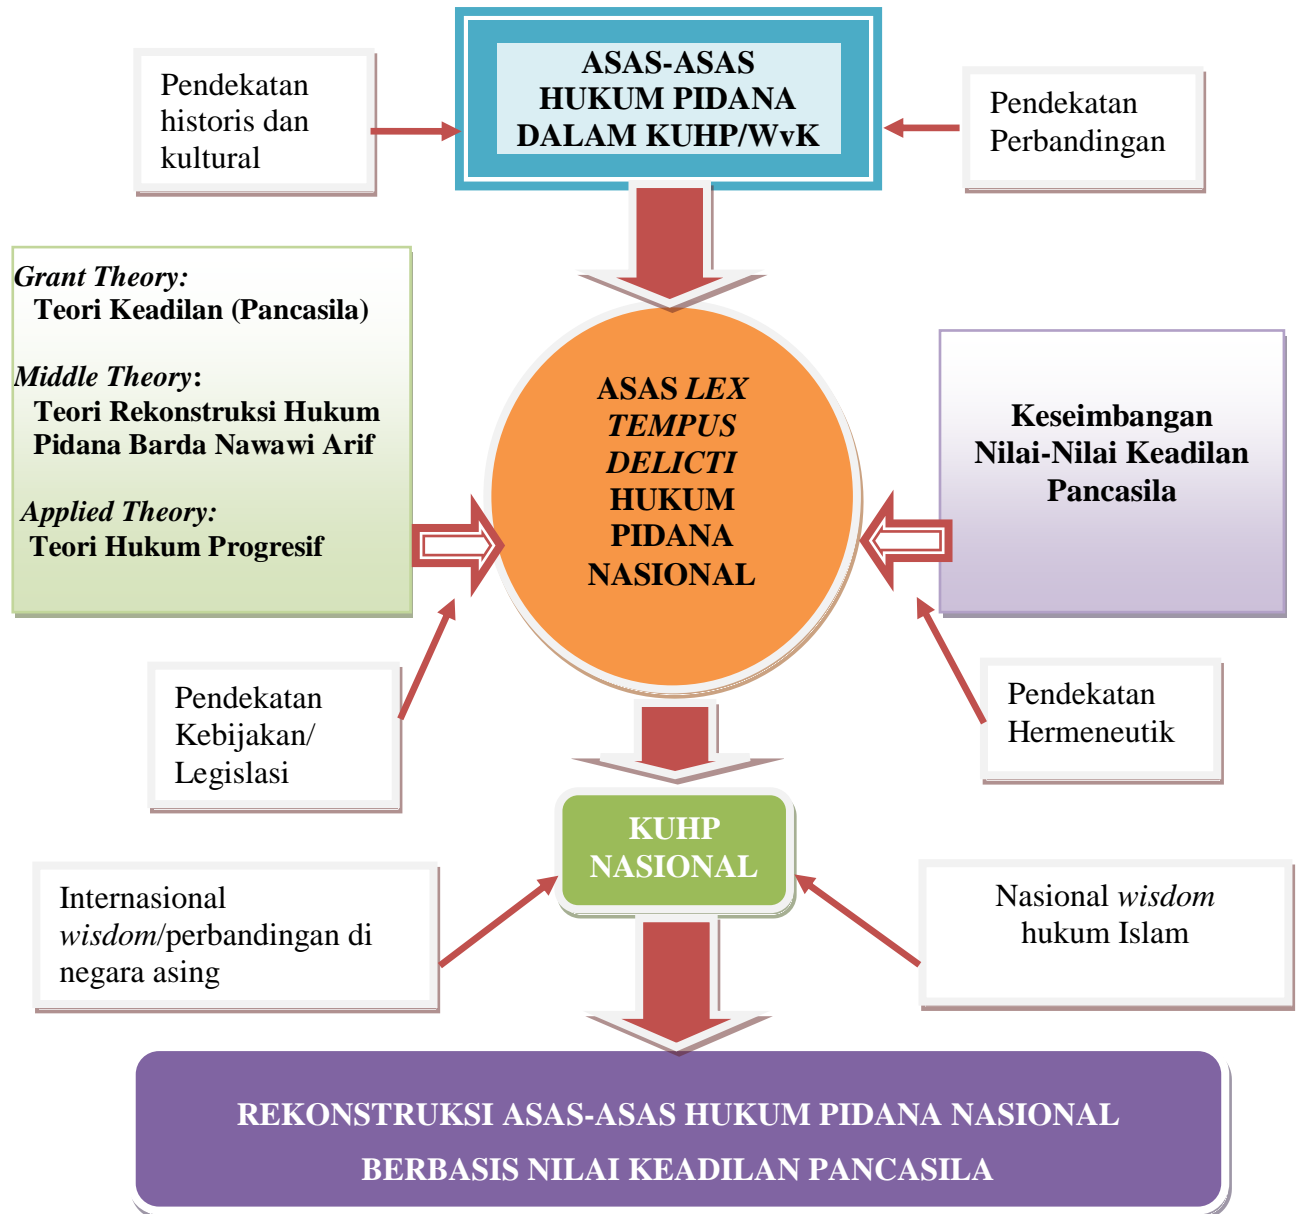 ASAS-ASAS
HUKUM PIDANA
DALAM KUHP/WvK
Pendekatan
historis dan
kultural
Pendekatan
Perbandingan
Grant Theory:
Teori Keadilan (Pancasila)
Middle Theory:
Teori Rekonstruksi Hukum
Pidana Barda Nawawi Arif
Applied Theory:
Teori Hukum Progresif
ASAS LEX
TEMPUS
DELICTI
HUKUM
PIDANA
NASIONAL
Keseimbangan
Nilai-Nilai Keadilan
Pancasila
Pendekatan
Kebijakan/
Legislasi
Pendekatan
Hermeneutik
KUHP
NASIONAL
Internasional
wisdom/perbandingan di
negara asing
Nasional wisdom
hukum Islam
REKONSTRUKSI ASAS-ASAS HUKUM PIDANA NASIONAL
BERBASIS NILAI KEADILAN PANCASILA